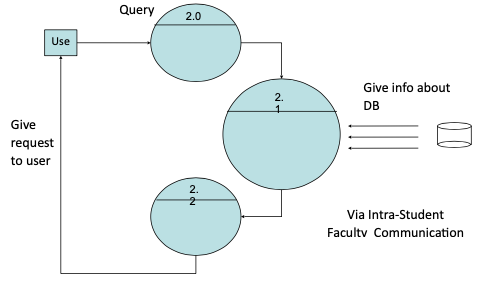 Query
2.0
Use
2.
1
Give info about
DB
Give
request
to user
2.
2
Via Intra-Student
Faculty Communication